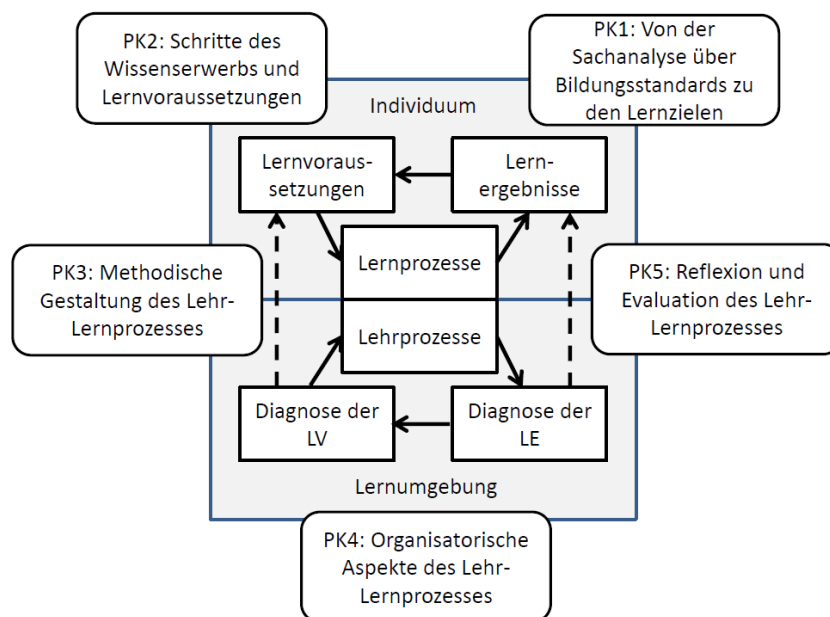 PK2: Schritte des
Wissenserwerbs und
Lernvoraussetzungen
PK1: Von der
Sachanalyse über
Bildungsstandards zu
den Lernzielen
Individuum
Lernvoraus-
setzungen
Lern-
ergebnisse
PK3: Methodische
Gestaltung des Lehr-
Lernprozesses
Lernprozesse
Lehrprozesse
PK5: Reflexion und
Evaluation des Lehr-
Lernprozesses
Diagnose der
LV
Diagnose der
LE
Lernumgebung
PK4: Organisatorische
Aspekte des Lehr-
Lernprozesses